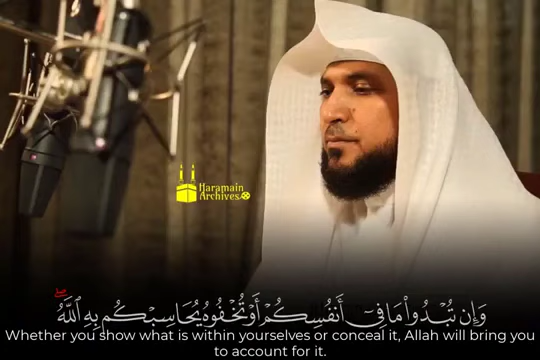 Haramain
Archives
وَإِن تُبْدُوا۟ مَا فِىٓ أَنفُسِكُمْ أَوْ تُخْفُوهُ يُحَاسِبْكُم بِهِ ٱللَّهُ ۖ
Whether you show what is within yourselves or conceal it, Allah will bring you
to account for it.